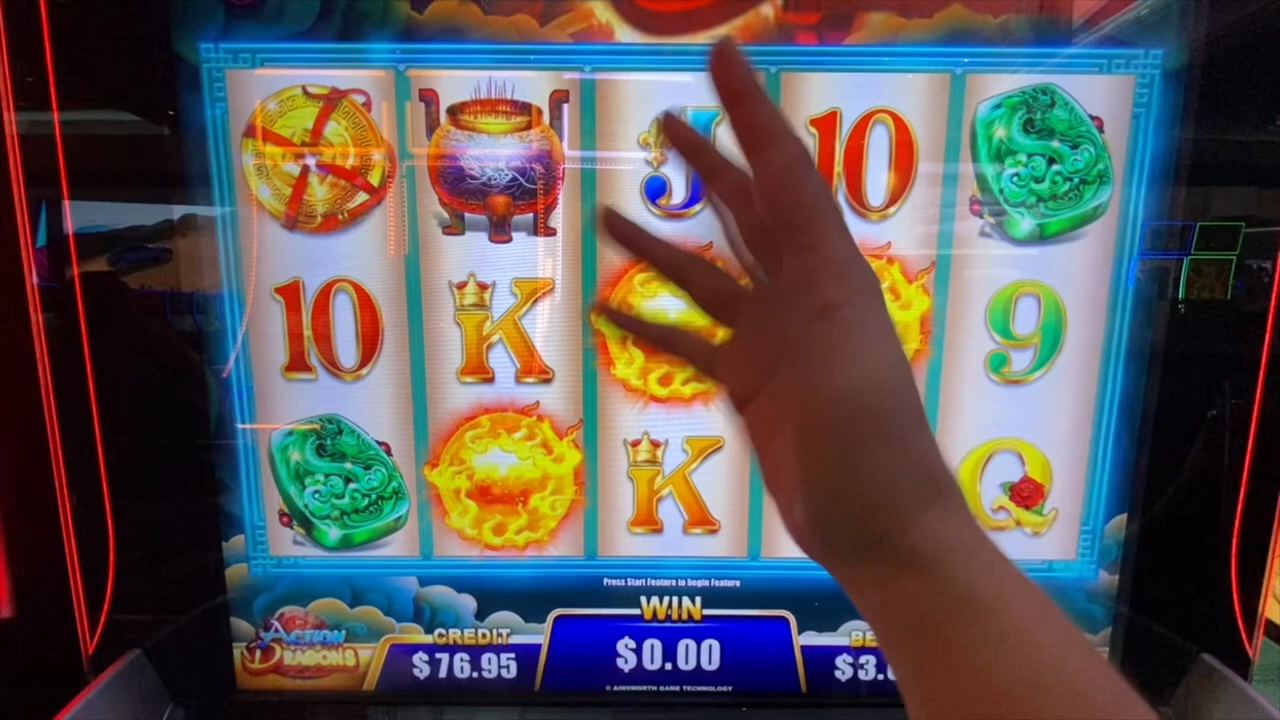 J 10
10 K 9
K Q
Press Start Feature to begin Feature
WIN
ACTION
DRAGONS
CREDIT
$76.95
$0.00
$3.
© AINSWORTH GAME TECHNOLOGY